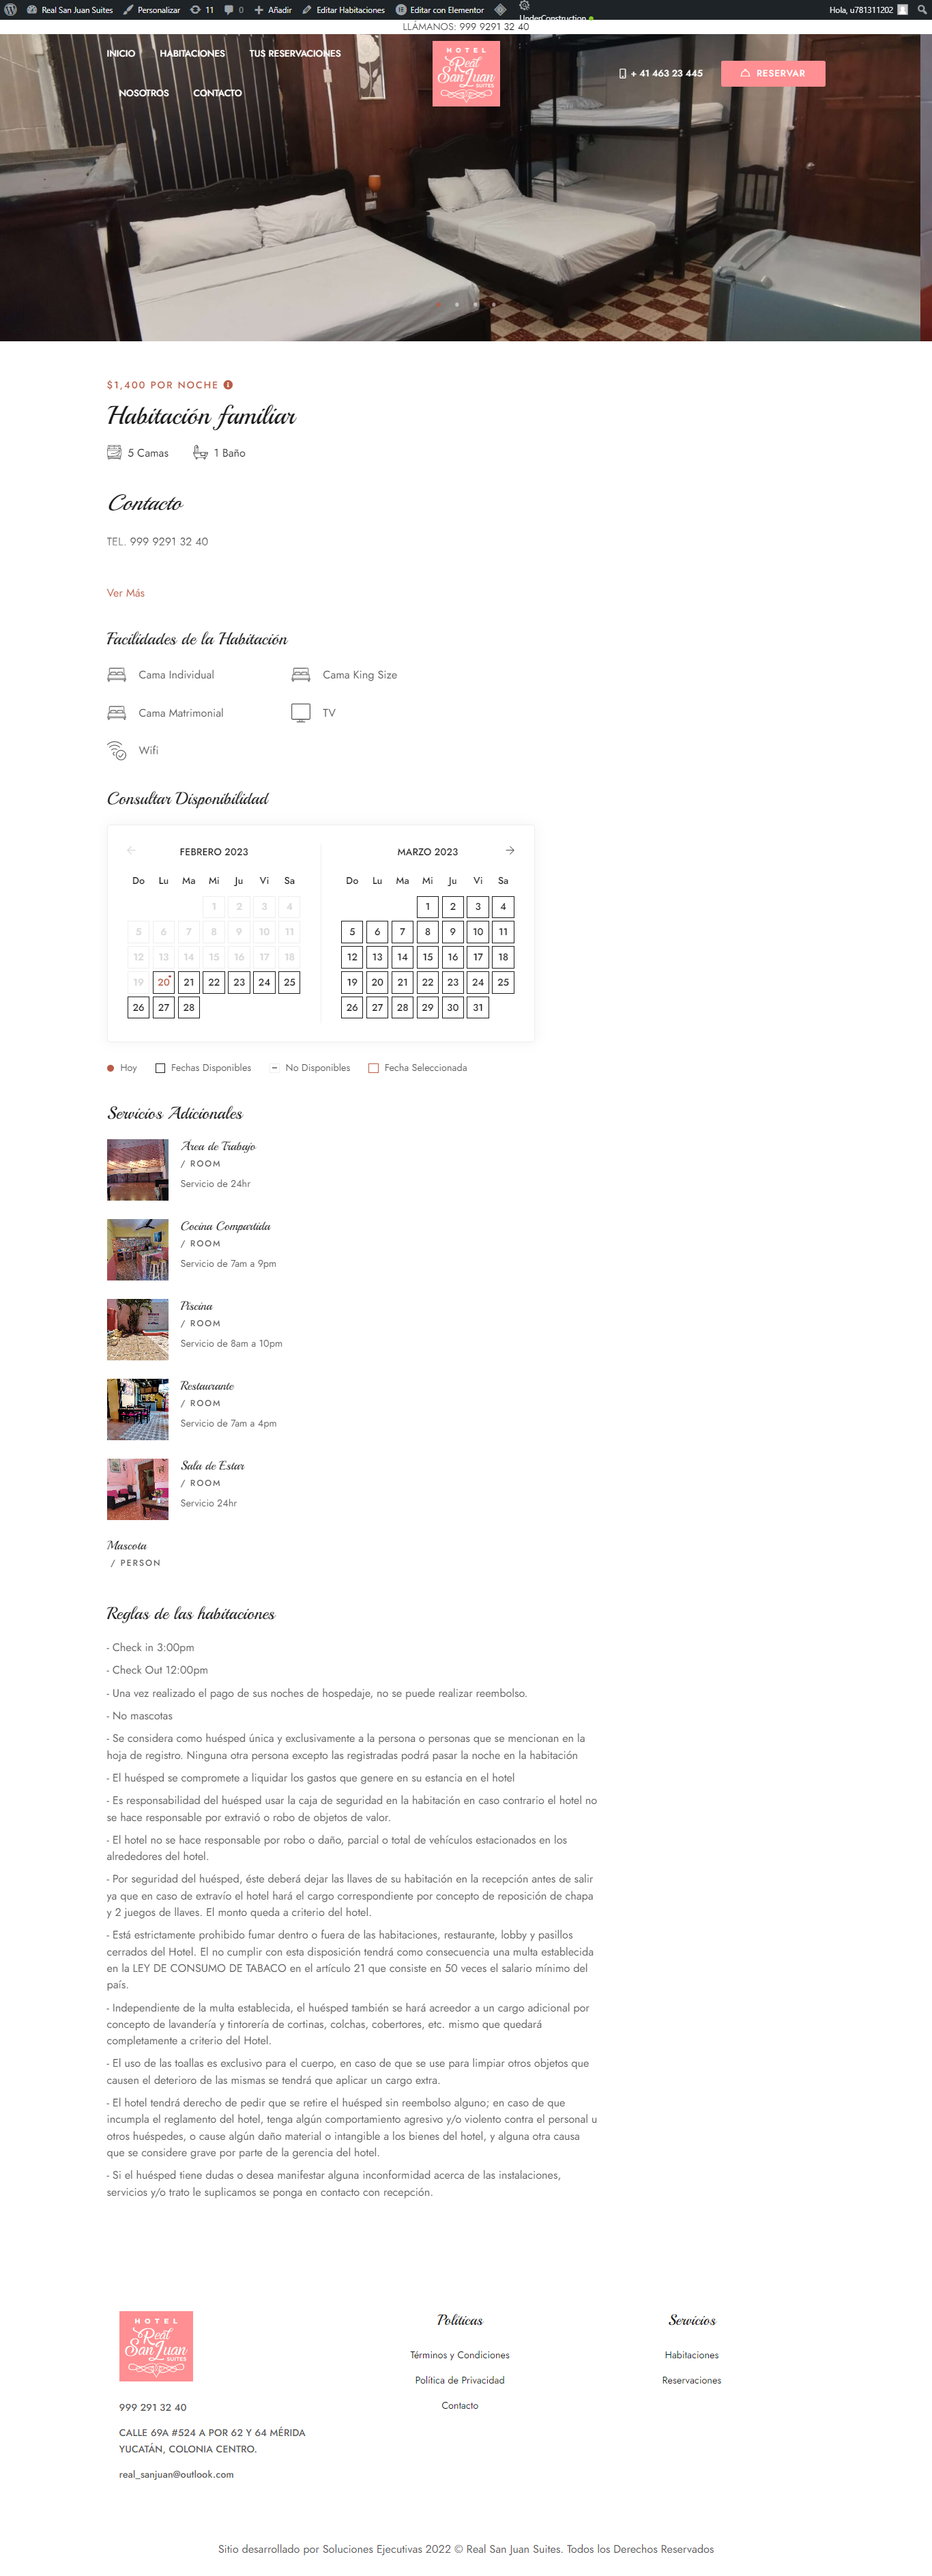 Real San Juan Suites Personalizar 11 0 Añadir Editar Habitaciones Editar con Elementor UnderConstruction Hola, u781311202
LLÁMANOS: 999 9291 32 40
INICIO HABITACIONES TUS RESERVACIONES
NOSOTROS CONTACTO
HOTEL
Real
San Juan
SUITES
+ 41 463 23 445
RESERVAR
$1,400 POR NOCHE
Habitación familiar
5 Camas 1 Baño
Contacto
TEL. 999 9291 32 40
Ver Más
Facilidades de la Habitación
Cama Individual Cama King Size
Cama Matrimonial TV
Wifi
Consultar Disponibilidad
FEBRERO 2023
Do Lu Ma Mi Ju Vi Sa
1 2 3 4
5 6 7 8 9 10 11
12 13 14 15 16 17 18
19 20 21 22 23 24 25
26 27 28
MARZO 2023
Do Lu Ma Mi Ju Vi Sa
1 2 3 4
5 6 7 8 9 10 11
12 13 14 15 16 17 18
19 20 21 22 23 24 25
26 27 28 29 30 31
Hoy Fechas Disponibles No Disponibles Fecha Seleccionada
Servicios Adicionales
Área de Trabajo
/ ROOM
Servicio de 24hr
Cocina Compartida
/ ROOM
Servicio de 7am a 9pm
Piscina
/ ROOM
Servicio de 8am a 10pm
Restaurante
/ ROOM
Servicio de 7am a 4pm
Sala de Estar
/ ROOM
Servicio 24hr
Mascota
/ PERSON
Reglas de las habitaciones
- Check in 3:00pm
- Check Out 12:00pm
- Una vez realizado el pago de sus noches de hospedaje, no se puede realizar reembolso.
- No mascotas
- Se considera como huésped única y exclusivamente a la persona o personas que se mencionan en la
hoja de registro. Ninguna otra persona excepto las registradas podrá pasar la noche en la habitación
- El huésped se compromete a liquidar los gastos que genere en su estancia en el hotel
- Es responsabilidad del huésped usar la caja de seguridad en la habitación en caso contrario el hotel no
se hace responsable por extravió o robo de objetos de valor.
- El hotel no se hace responsable por robo o daño, parcial o total de vehículos estacionados en los
alrededores del hotel.
- Por seguridad del huésped, éste deberá dejar las llaves de su habitación en la recepción antes de salir
ya que en caso de extravío el hotel hará el cargo correspondiente por concepto de reposición de chapa
y 2 juegos de llaves. El monto queda a criterio del hotel.
- Está estrictamente prohibido fumar dentro o fuera de las habitaciones, restaurante, lobby y pasillos
cerrados del Hotel. El no cumplir con esta disposición tendrá como consecuencia una multa establecida
en la LEY DE CONSUMO DE TABACO en el artículo 21 que consiste en 50 veces el salario mínimo del
país.
- Independiente de la multa establecida, el huésped también se hará acreedor a un cargo adicional por
concepto de lavandería y tintorería de cortinas, colchas, cobertores, etc. mismo que quedará
completamente a criterio del Hotel.
- El uso de las toallas es exclusivo para el cuerpo, en caso de que se use para limpiar otros objetos que
causen el deterioro de las mismas se tendrá que aplicar un cargo extra.
- El hotel tendrá derecho de pedir que se retire el huésped sin reembolso alguno; en caso de que
incumpla el reglamento del hotel, tenga algún comportamiento agresivo y/o violento contra el personal u
otros huéspedes, o cause algún daño material o intangible a los bienes del hotel, y alguna otra causa
que se considere grave por parte de la gerencia del hotel.
- Si el huésped tiene dudas o desea manifestar alguna inconformidad acerca de las instalaciones,
servicios y/o trato le suplicamos se ponga en contacto con recepción.
HOTEL
Real
San Juan
SUITES
999 291 32 40
CALLE 69A #524 A POR 62 Y 64 MÉRIDA
YUCATÁN, COLONIA CENTRO.
real_sanjuan@outlook.com
Políticas
Términos y Condiciones
Política de Privacidad
Contacto
Servicios
Habitaciones
Reservaciones
Sitio desarrollado por Soluciones Ejecutivas 2022 © Real San Juan Suites. Todos los Derechos Reservados